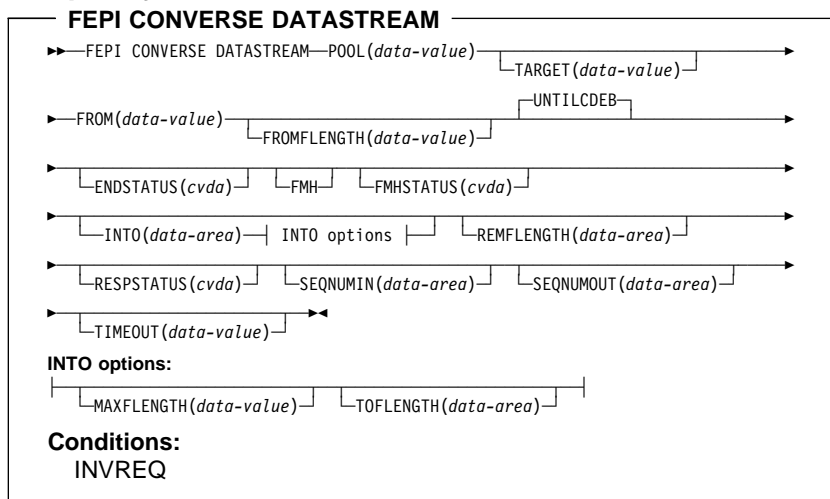 FEPI CONVERSE DATASTREAM
►►──FEPI CONVERSE DATASTREAM──POOL(data-value)
TARGET(data-value)
UNTILCDEB
FROM(data-value)
FROMFLENGTH(data-value)
ENDSTATUS(cvda) FMH FMHSTATUS(cvda)
INTO(data-area) INTO options REMFLENGTH(data-area)
RESPSTATUS(cvda) SEQNUMIN(data-area) SEQNUMOUT(data-area)
TIMEOUT(data-value)
INTO options:
MAXFLENGTH(data-value) TOFLENGTH(data-area)
Conditions:
INVREQ